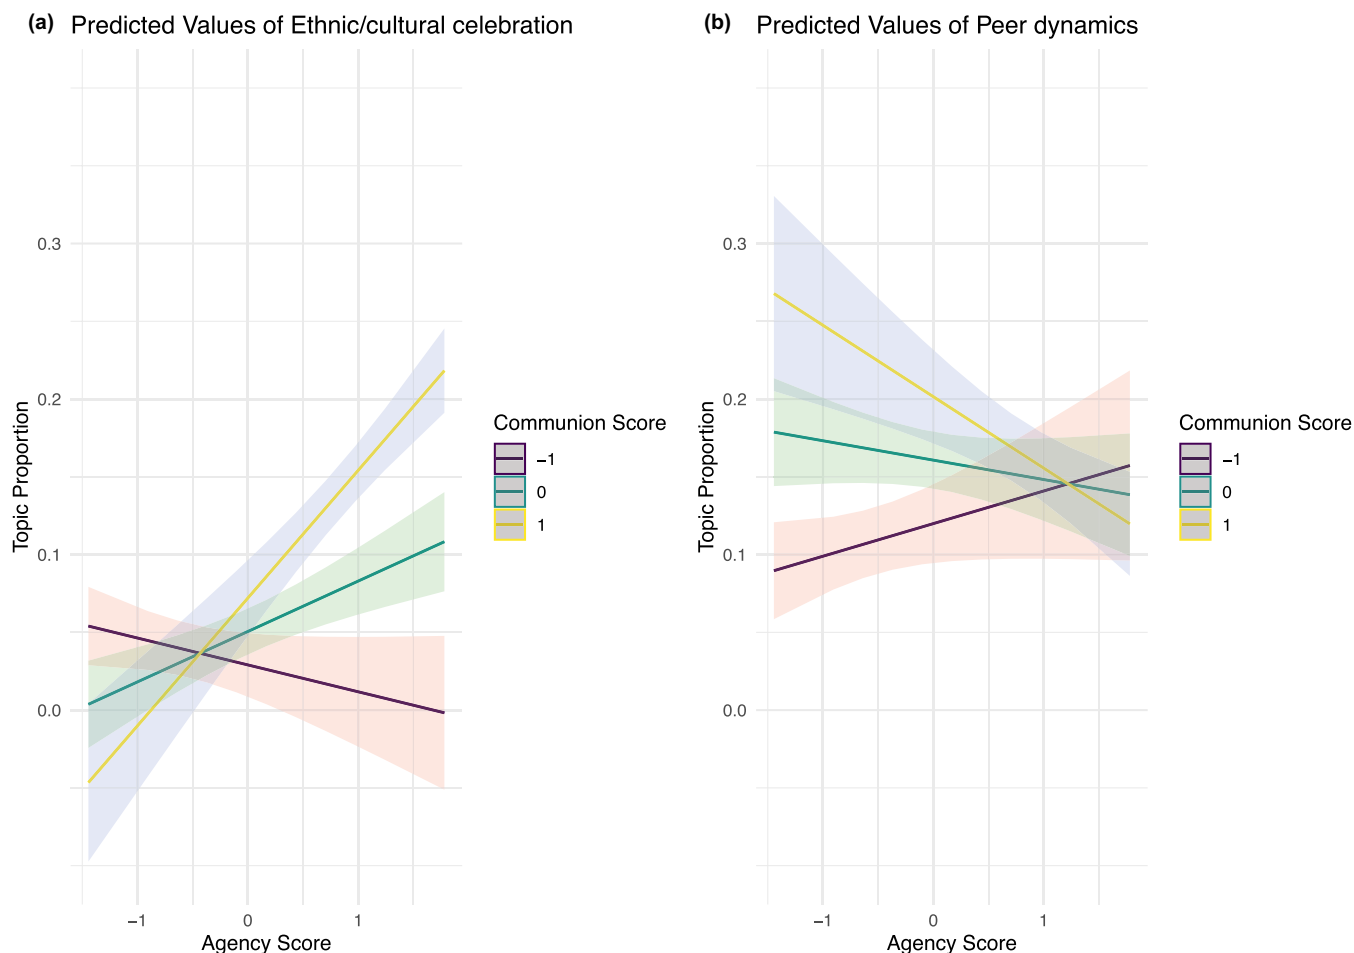 (a) Predicted Values of Ethnic/cultural celebration
0.3
0.2
0.1
0.0
Topic Proportion
−1 0 1
Agency Score
Communion Score
−1
0
1
(b) Predicted Values of Peer dynamics
0.3
0.2
0.1
0.0
Topic Proportion
−1 0 1
Agency Score
Communion Score
−1
0
1